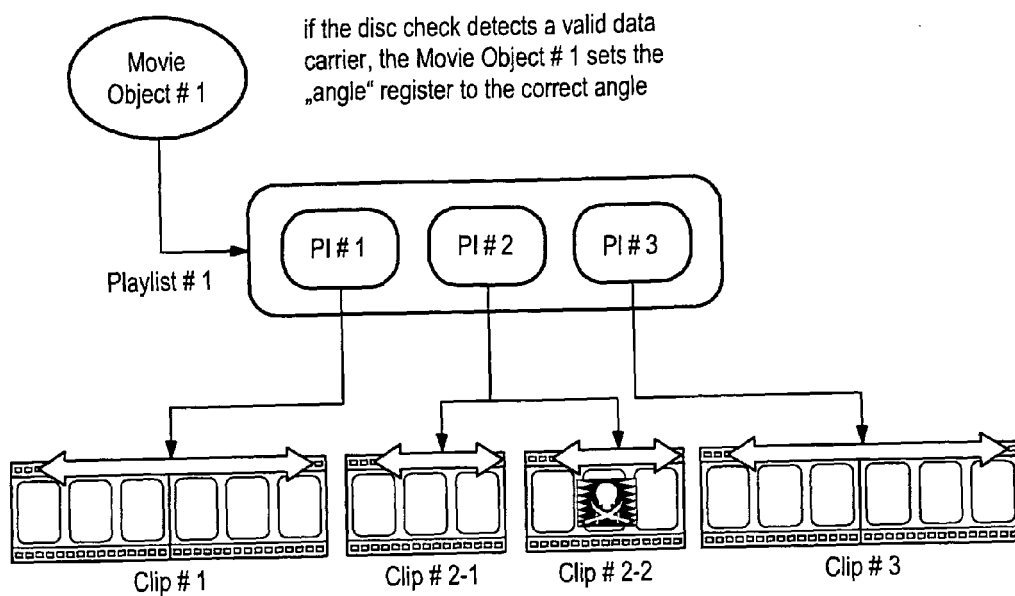 if the disc check detects a valid data
carrier, the Movie Object # 1 sets the
„angle“ register to the correct angle
Movie
Object # 1
PI # 1
PI # 2
PI # 3
Playlist # 1
Clip # 1
Clip # 2-1
Clip # 2-2
Clip # 3